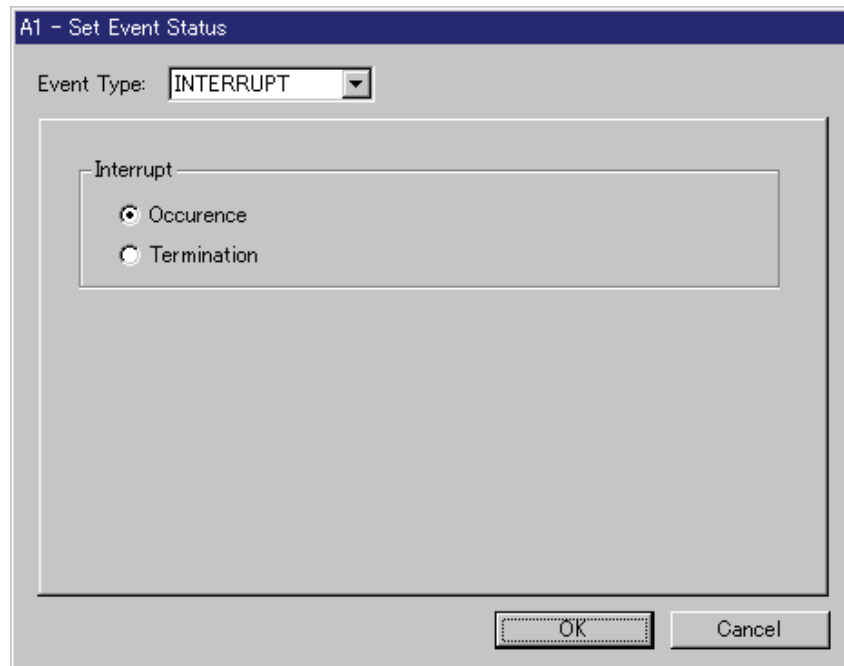 A1 - Set Event Status
Event Type: INTERRUPT
Interrupt
Occurence
Termination
OK Cancel